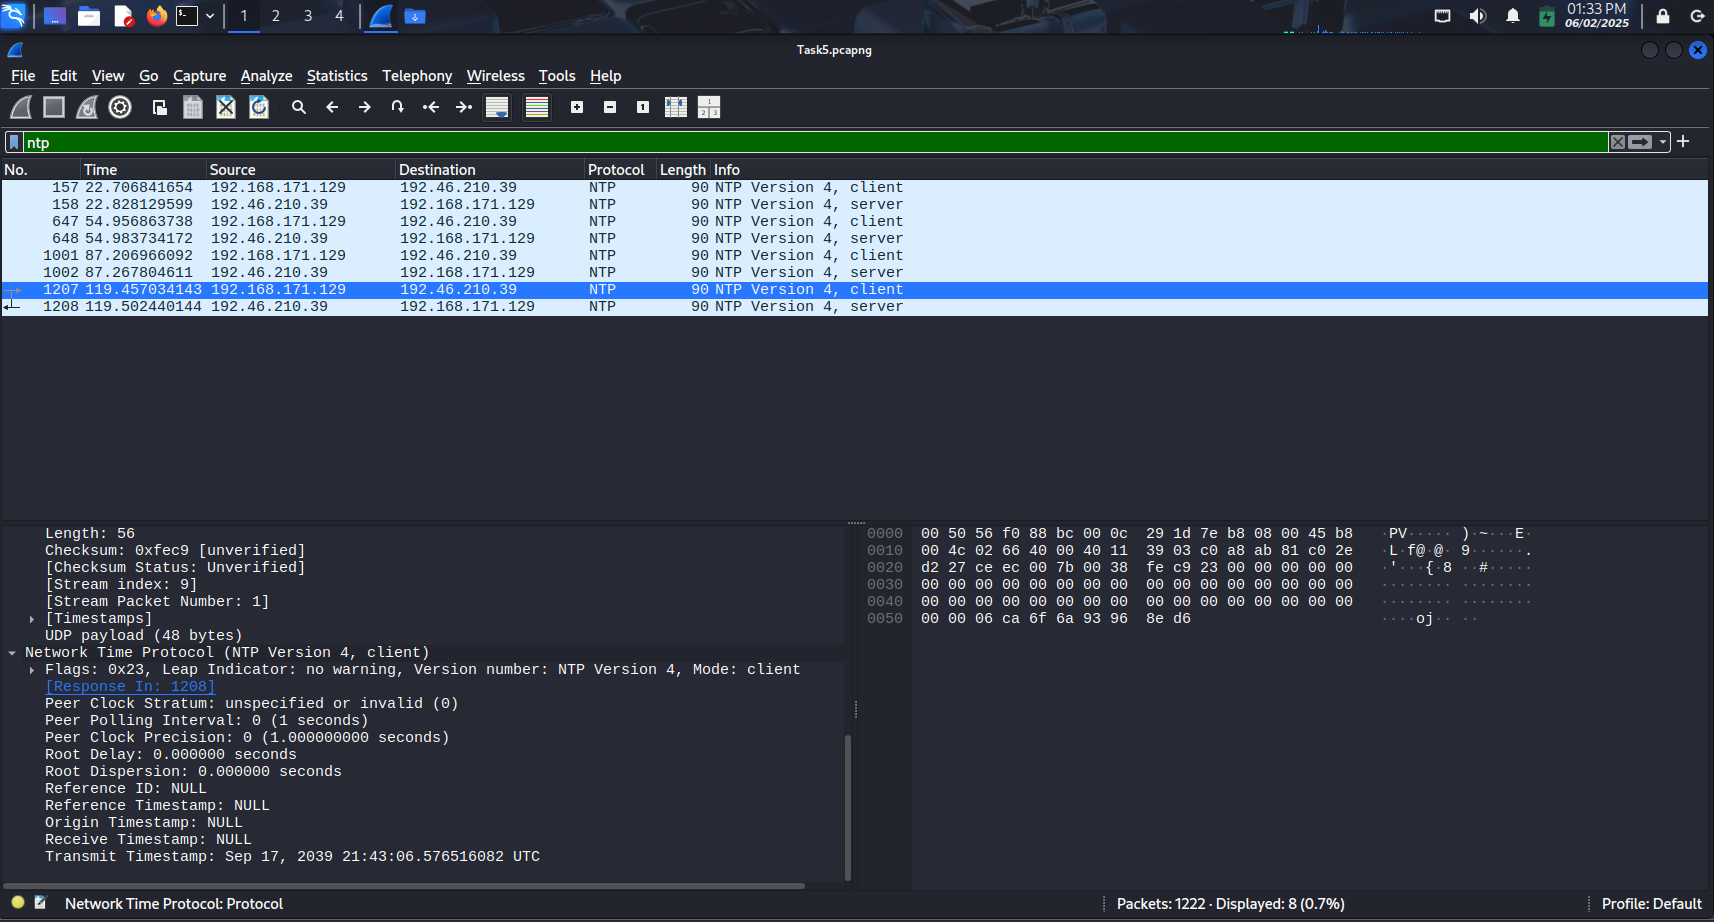 1 2 3 4 01:33 PM
06/02/2025
Task5.pcapng
File Edit View Go Capture Analyze Statistics Telephony Wireless Tools Help
ntp
No. Time Source Destination Protocol Length Info
157 22.706841654 192.168.171.129 192.46.210.39 NTP 90 NTP Version 4, client
158 22.828129599 192.46.210.39 192.168.171.129 NTP 90 NTP Version 4, server
647 54.956863738 192.168.171.129 192.46.210.39 NTP 90 NTP Version 4, client
648 54.983734172 192.46.210.39 192.168.171.129 NTP 90 NTP Version 4, server
1001 87.206966092 192.168.171.129 192.46.210.39 NTP 90 NTP Version 4, client
1002 87.267804611 192.46.210.39 192.168.171.129 NTP 90 NTP Version 4, server
1207 119.457034143 192.168.171.129 192.46.210.39 NTP 90 NTP Version 4, client
1208 119.502440144 192.46.210.39 192.168.171.129 NTP 90 NTP Version 4, server
Length: 56
Checksum: 0xfec9 [unverified]
[Checksum Status: Unverified]
[Stream index: 9]
[Stream Packet Number: 1]
[Timestamps]
UDP payload (48 bytes)
Network Time Protocol (NTP Version 4, client)
Flags: 0x23, Leap Indicator: no warning, Version number: NTP Version 4, Mode: client
[Response In: 1208]
Peer Clock Stratum: unspecified or invalid (0)
Peer Polling Interval: 0 (1 seconds)
Peer Clock Precision: 0 (1.000000000 seconds)
Root Delay: 0.000000 seconds
Root Dispersion: 0.000000 seconds
Reference ID: NULL
Reference Timestamp: NULL
Origin Timestamp: NULL
Receive Timestamp: NULL
Transmit Timestamp: Sep 17, 2039 21:43:06.576516082 UTC
0000 00 50 56 f0 88 bc 00 0c 29 1d 7e b8 08 00 45 b8 ·PV····· )·~···E·
0010 00 4c 02 66 40 00 40 11 39 03 c0 a8 ab 81 c0 2e ·L·f@·@· 9······.
0020 d2 27 ce ec 00 7b 00 38 fe c9 23 00 00 00 00 00 ·'···{·8 ··#·····
0030 00 00 00 00 00 00 00 00 00 00 00 00 00 00 00 00 ········ ········
0040 00 00 00 00 00 00 00 00 00 00 00 00 00 00 00 00 ········ ········
0050 00 00 06 ca 6f 6a 93 96 8e d6 ····oj·· ··
Network Time Protocol: Protocol
Packets: 1222 · Displayed: 8 (0.7%)
Profile: Default